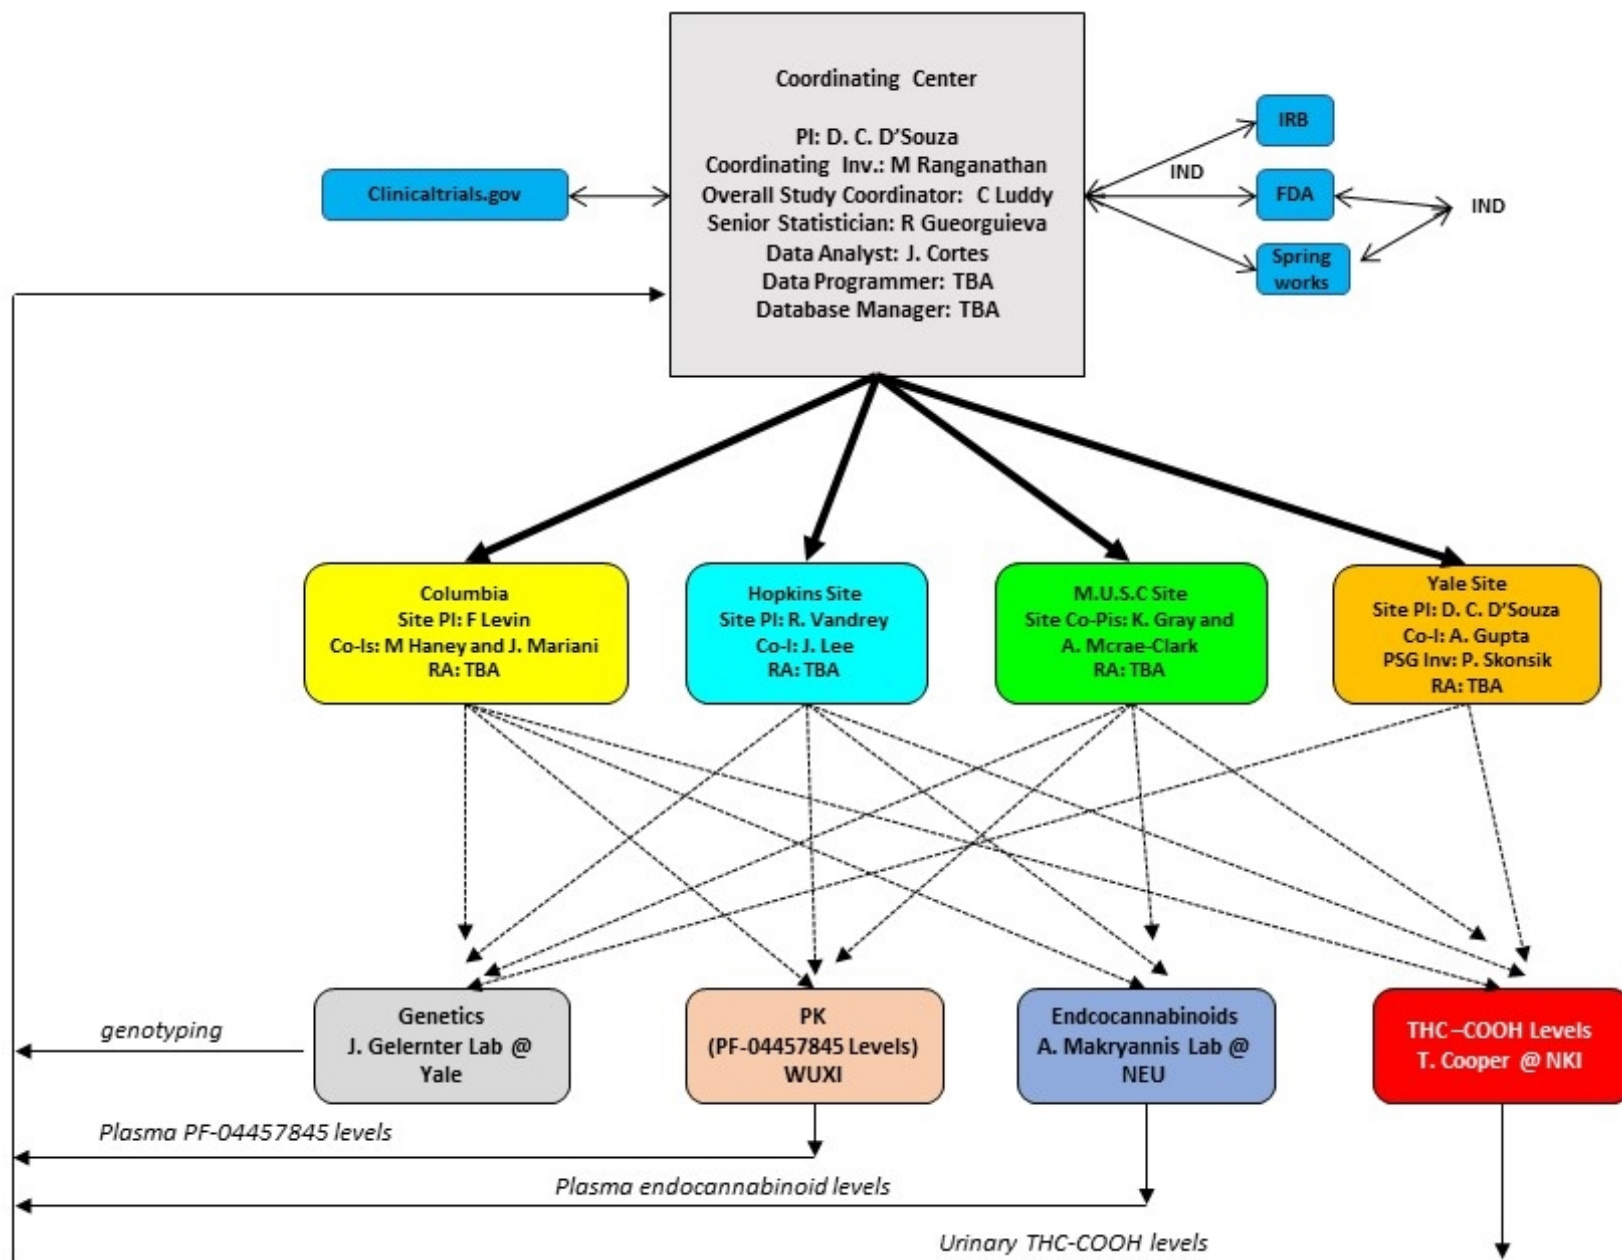 Coordinating Center
PI: D. C. D’Souza
Coordinating Inv.: M Ranganathan
Overall Study Coordinator: C Luddy
Senior Statistician: R Gueorguieva
Data Analyst: J. Cortes
Data Programmer: TBA
Database Manager: TBA
Clinicaltrials.gov
IRB
IND
FDA
IND
Spring
works
Columbia
Site PI: F Levin
Co-Is: M Haney and J. Mariani
RA: TBA
Hopkins Site
Site PI: R. Vandrey
Co-I: J. Lee
RA: TBA
M.U.S.C Site
Site Co-Pis: K. Gray and
A. Mcrae-Clark
RA: TBA
Yale Site
Site PI: D. C. D’Souza
Co-I: A. Gupta
PSG Inv: P. Skonsik
RA: TBA
Genetics
J. Gelernter Lab @
Yale
PK
(PF-04457845 Levels)
WUXI
Endcocannabinoids
A. Makryannis Lab @
NEU
THC –COOH Levels
T. Cooper @ NKI
genotyping
Plasma PF-04457845 levels
Plasma endocannabinoid levels
Urinary THC-COOH levels